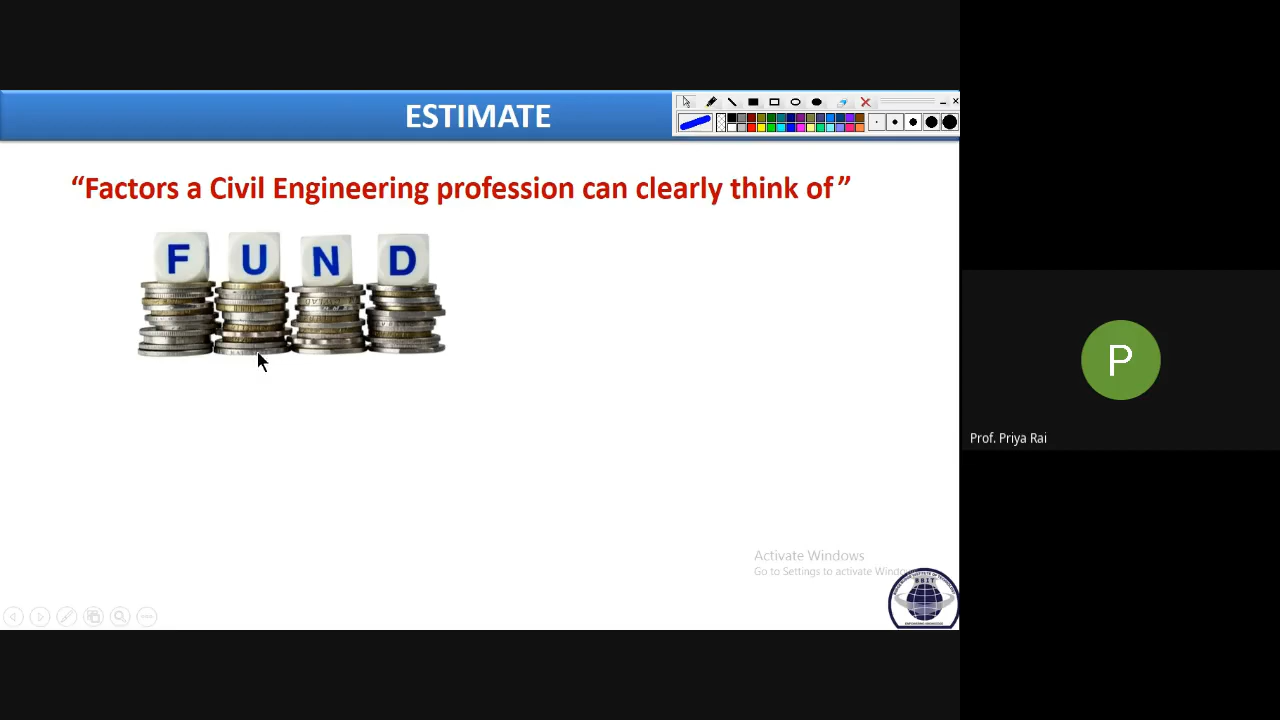 ESTIMATE
“Factors a Civil Engineering profession can clearly think of”
F U N D
P
Prof. Priya Rai
Activate Windows
Go to Settings to activate Windows
BSIT